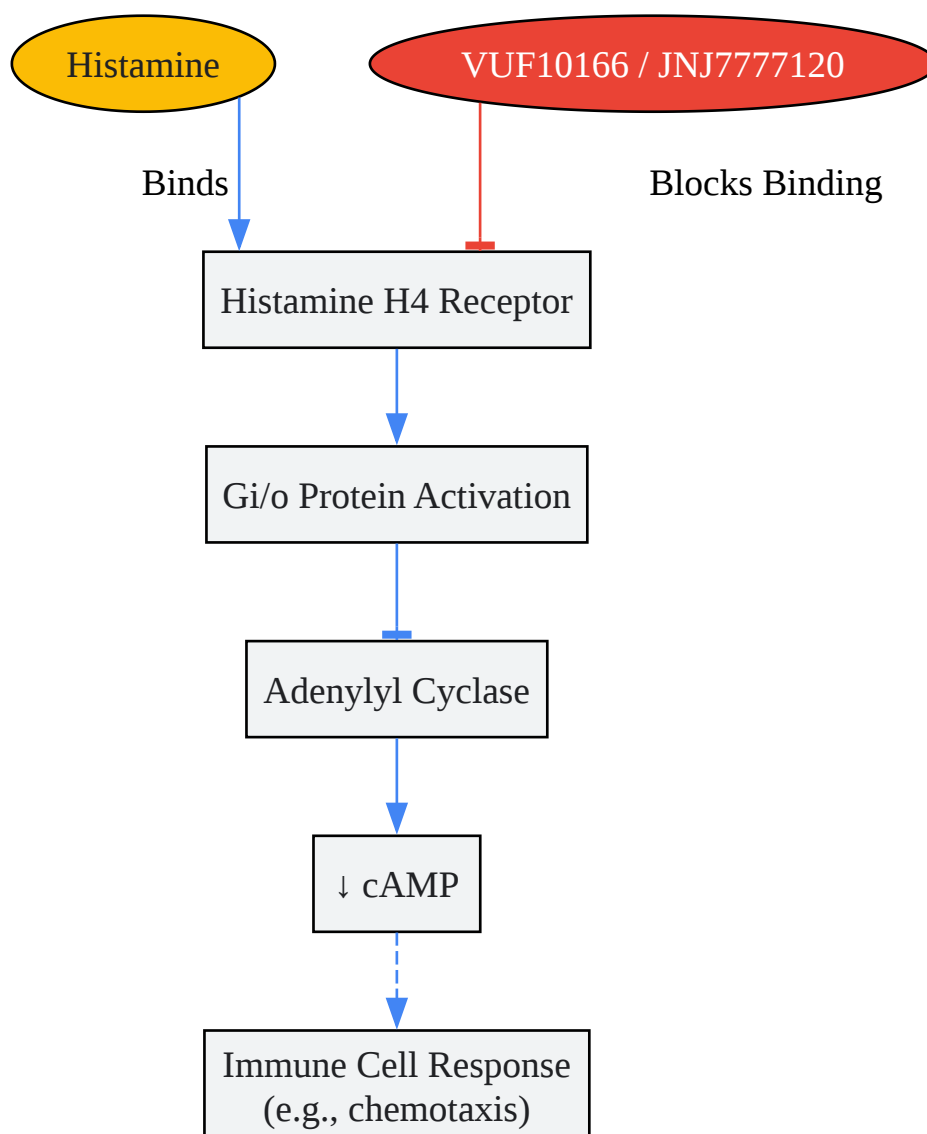 Histamine
VUF10166 / JNJ7777120
Binds
Blocks Binding
Histamine H4 Receptor
Gi/o Protein Activation
Adenylyl Cyclase
↓ cAMP
Immune Cell Response
(e.g., chemotaxis)